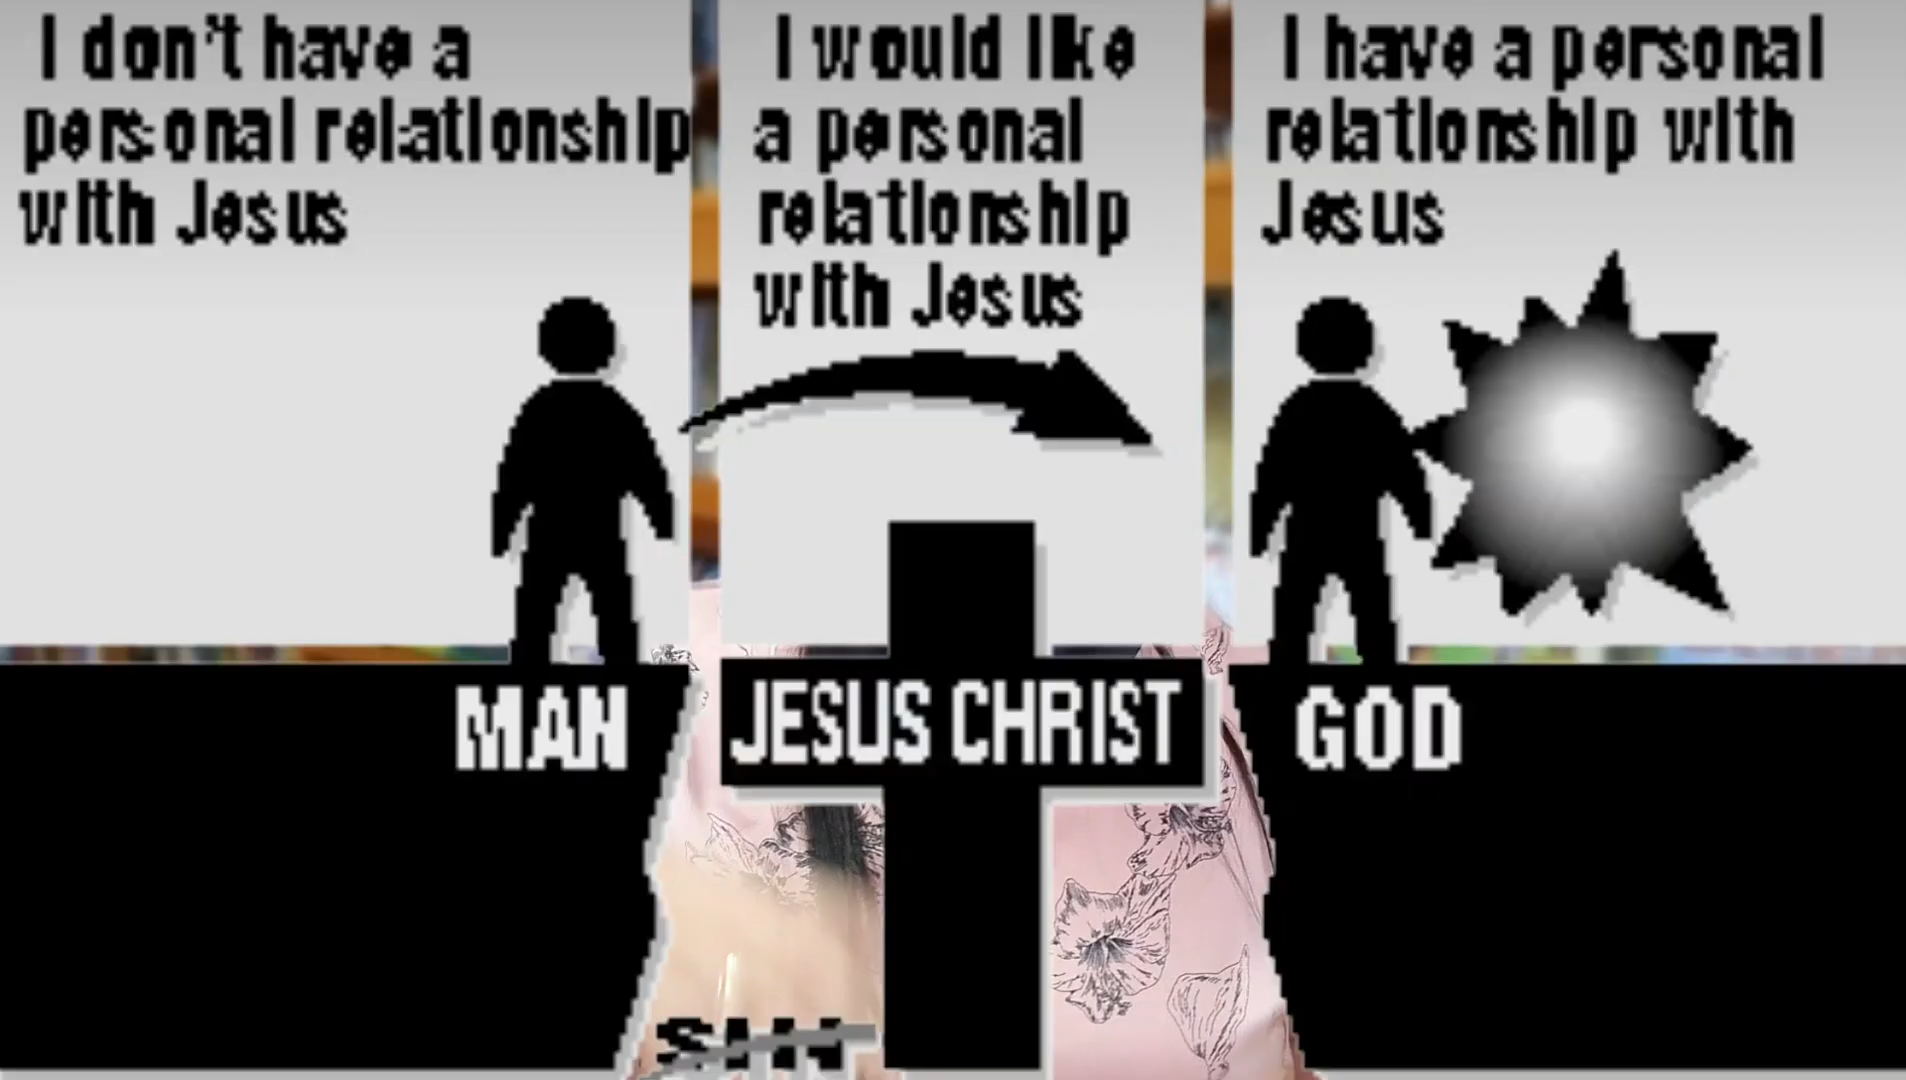 I don't have a
personal relationship
with Jesus
I would like
a personal
relationship
with Jesus
I have a personal
relationship with
Jesus
MAN
JESUS CHRIST
GOD
SIN